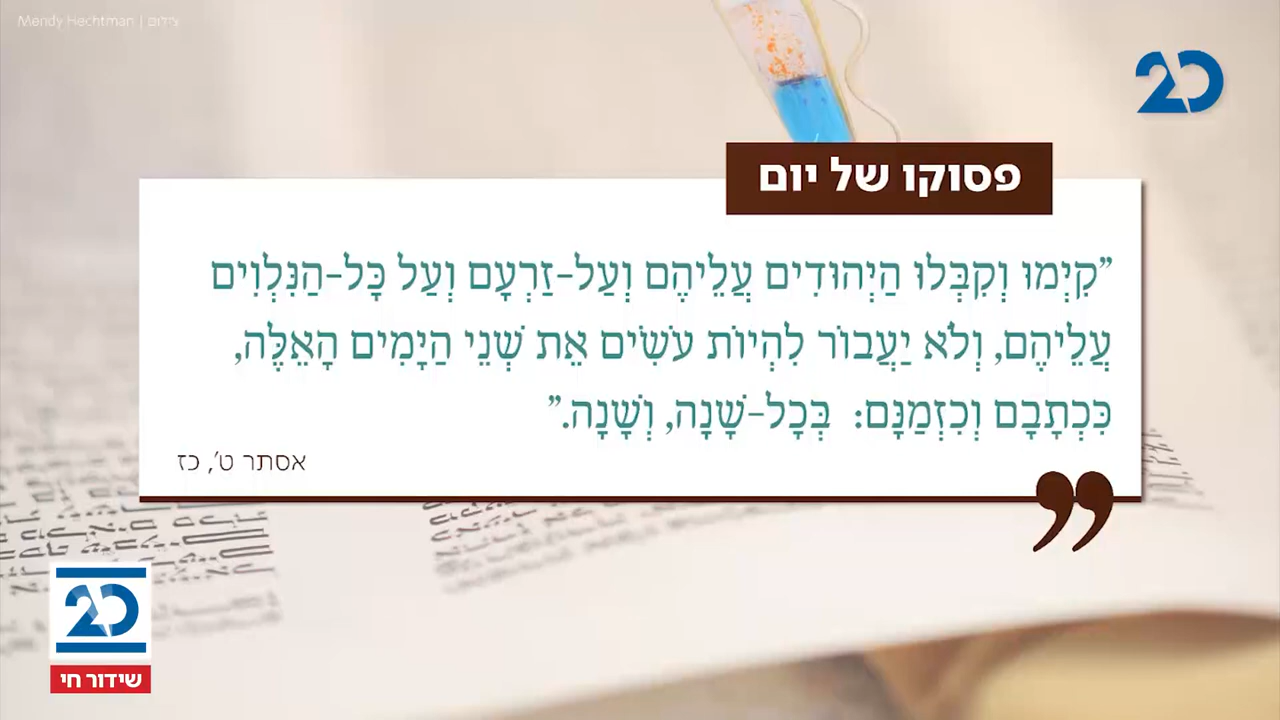 Mendy Hechtman | צילום
20
פסוקו של יום
"קִיְּמוּ וְקִבְּלוּ הַיְּהוּדִים עֲלֵיהֶם וְעַל-זַרְעָם וְעַל כָּל-הַנִּלְוִים
עֲלֵיהֶם, וְלֹא יַעֲבוֹר לִהְיוֹת עֹשִׂים אֵת שְׁנֵי הַיָּמִים הָאֵלֶּה,
כִּכְתָבָם וְכִזְמַנָּם: בְּכָל-שָׁנָה, וְשָׁנָה."
אסתר ט', כז
20
שידור חי